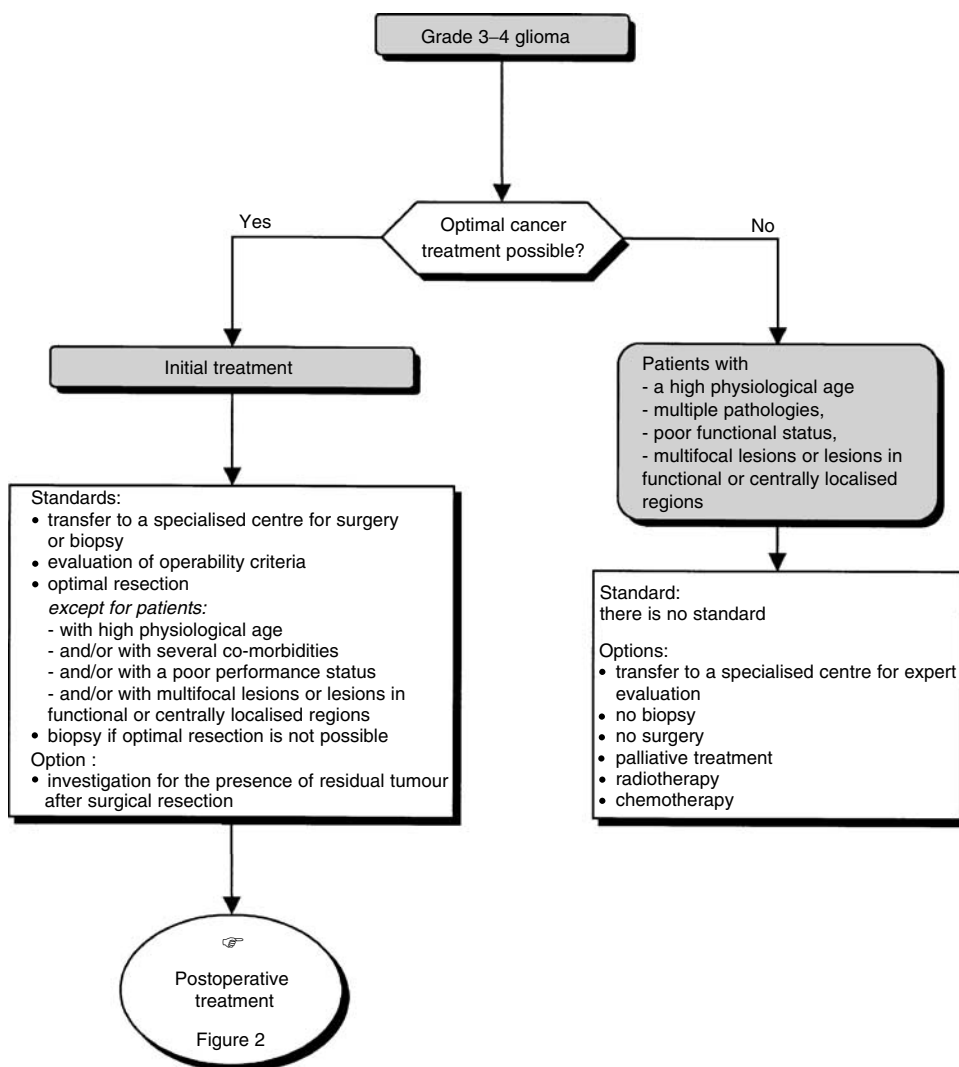 Grade 3–4 glioma
Optimal cancer
treatment possible?
Yes
No
Initial treatment
Patients with
- a high physiological age
- multiple pathologies,
- poor functional status,
- multifocal lesions or lesions in
functional or centrally localised
regions
Standards:
• transfer to a specialised centre for surgery
or biopsy
• evaluation of operability criteria
• optimal resection
except for patients:
- with high physiological age
- and/or with several co-morbidities
- and/or with a poor performance status
- and/or with multifocal lesions or lesions in
functional or centrally localised regions
• biopsy if optimal resection is not possible
Option :
• investigation for the presence of residual tumour
after surgical resection
Standard:
there is no standard
Options:
• transfer to a specialised centre for expert
evaluation
• no biopsy
• no surgery
• palliative treatment
• radiotherapy
• chemotherapy
☞
Postoperative
treatment
Figure 2